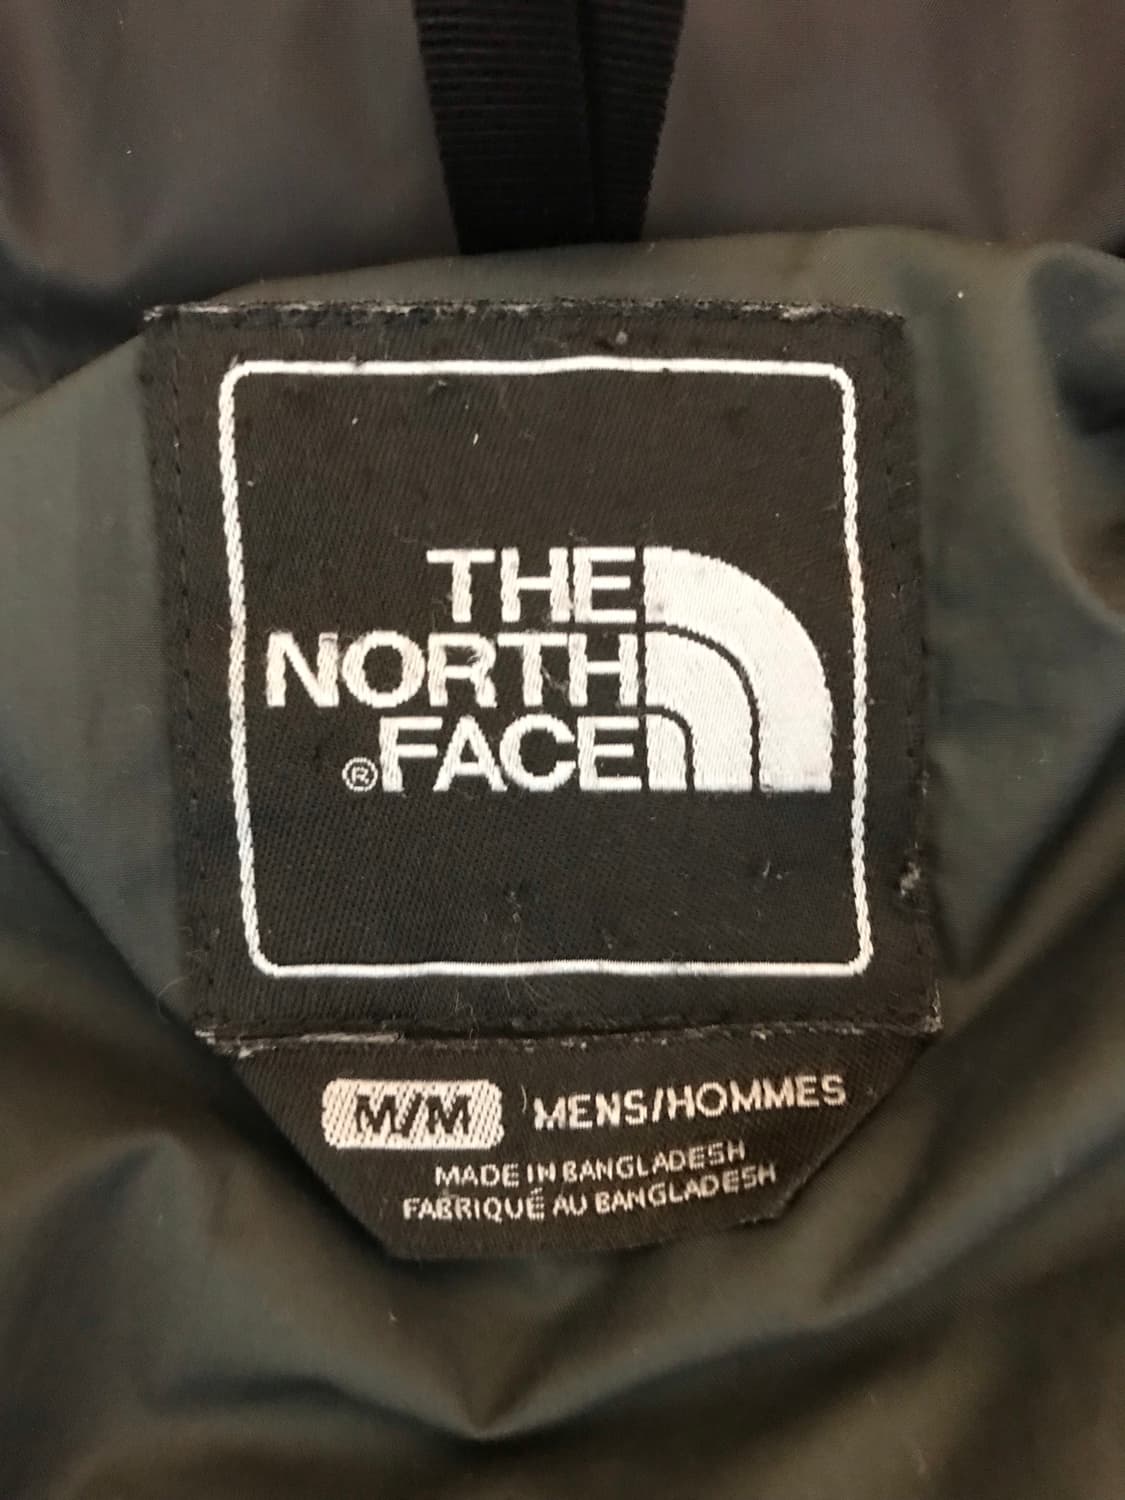 THE
NORTH
®FACE
M/M MENS/HOMMES
MADE IN BANGLADESH
FABRIQUÉ AU BANGLADESH